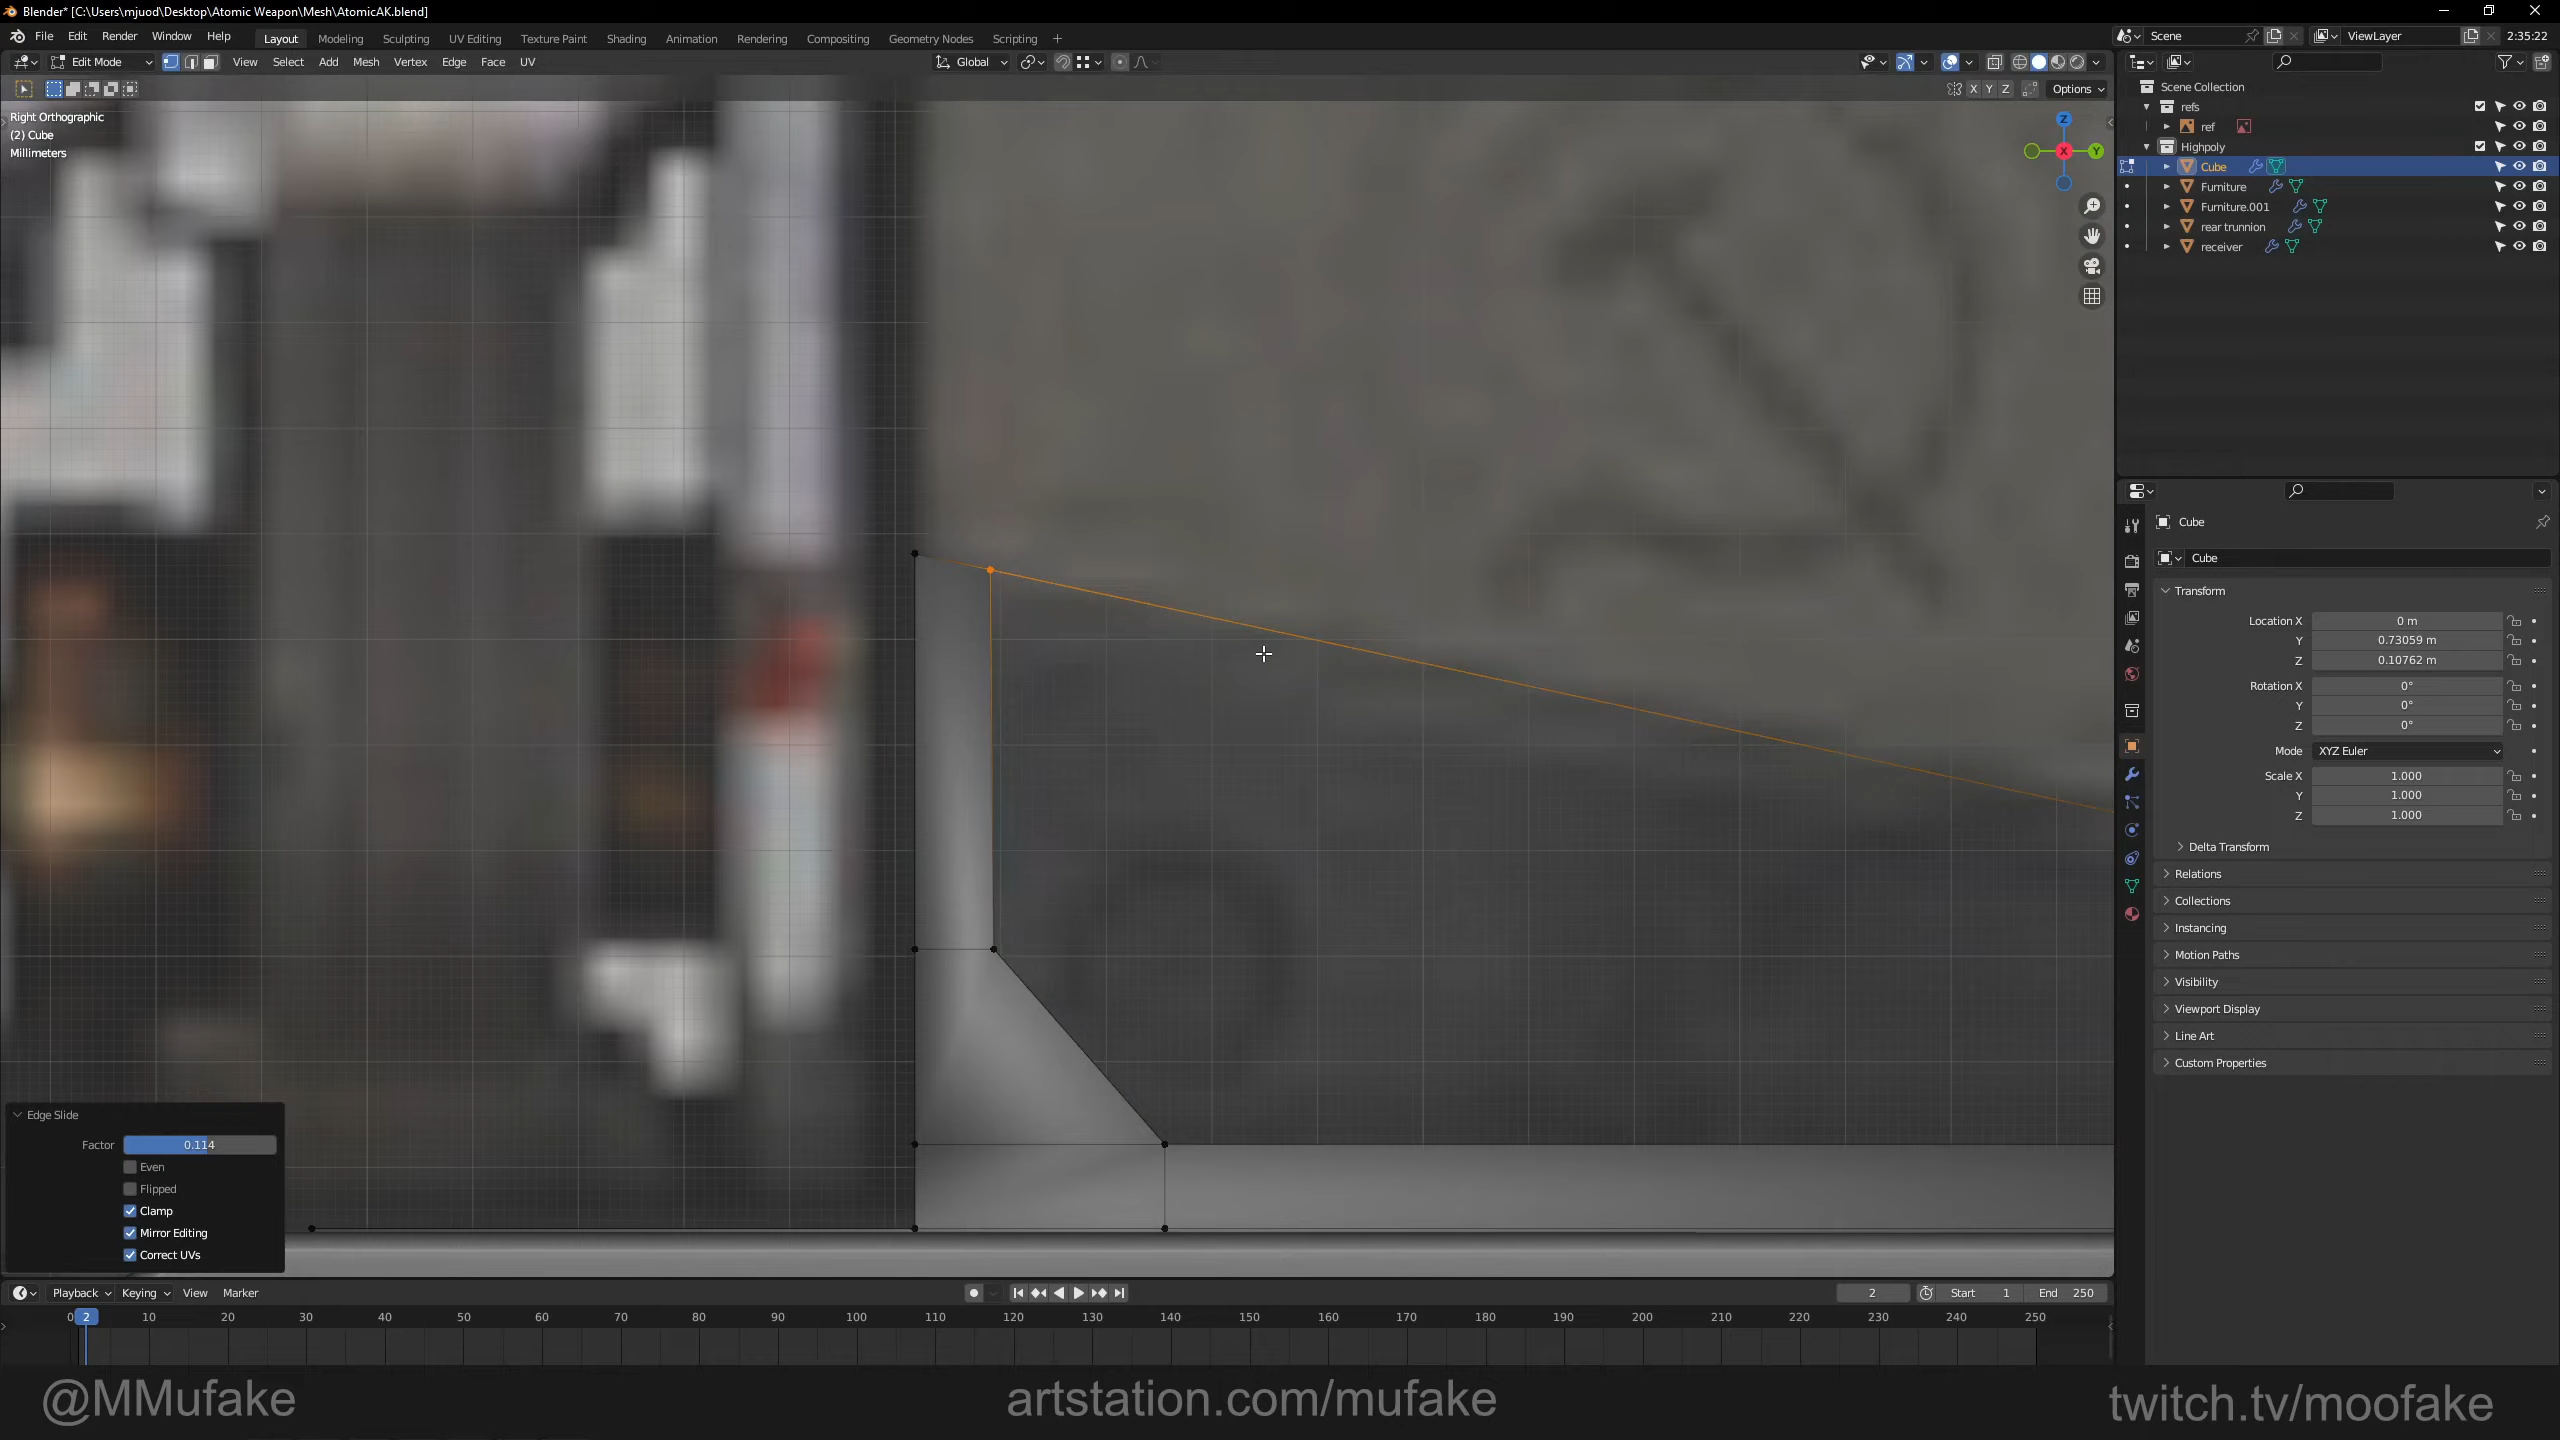 Blender* [C:\Users\mjuod\Desktop\Atomic Weapon\Mesh\AtomicAK.blend]
File Edit Render Window Help Layout Modeling Sculpting UV Editing Texture Paint Shading Animation Rendering Compositing Geometry Nodes Scripting + Scene ViewLayer 2:35:22
Edit Mode View Select Add Mesh Vertex Edge Face UV Global
X Y Z Options
Right Orthographic
(2) Cube
Millimeters
Z
X
Y
Scene Collection
refs
ref
Highpoly
Cube
Furniture
Furniture.001
rear trunnion
receiver
Cube
Cube
Transform
Location X 0 m
Y 0.73059 m
Z 0.10762 m
Rotation X 0°
Y 0°
Z 0°
Mode XYZ Euler
Scale X 1.000
Y 1.000
Z 1.000
Delta Transform
Relations
Collections
Instancing
Motion Paths
Visibility
Viewport Display
Line Art
Custom Properties
Edge Slide
Factor 0.114
Even
Flipped
Clamp
Mirror Editing
Correct UVs
Playback Keying View Marker 2 Start 1 End 250
0 2 10 20 30 40 50 60 70 80 90 100 110 120 130 140 150 160 170 180 190 200 210 220 230 240 250
@MMufake artstation.com/mufake twitch.tv/moofake